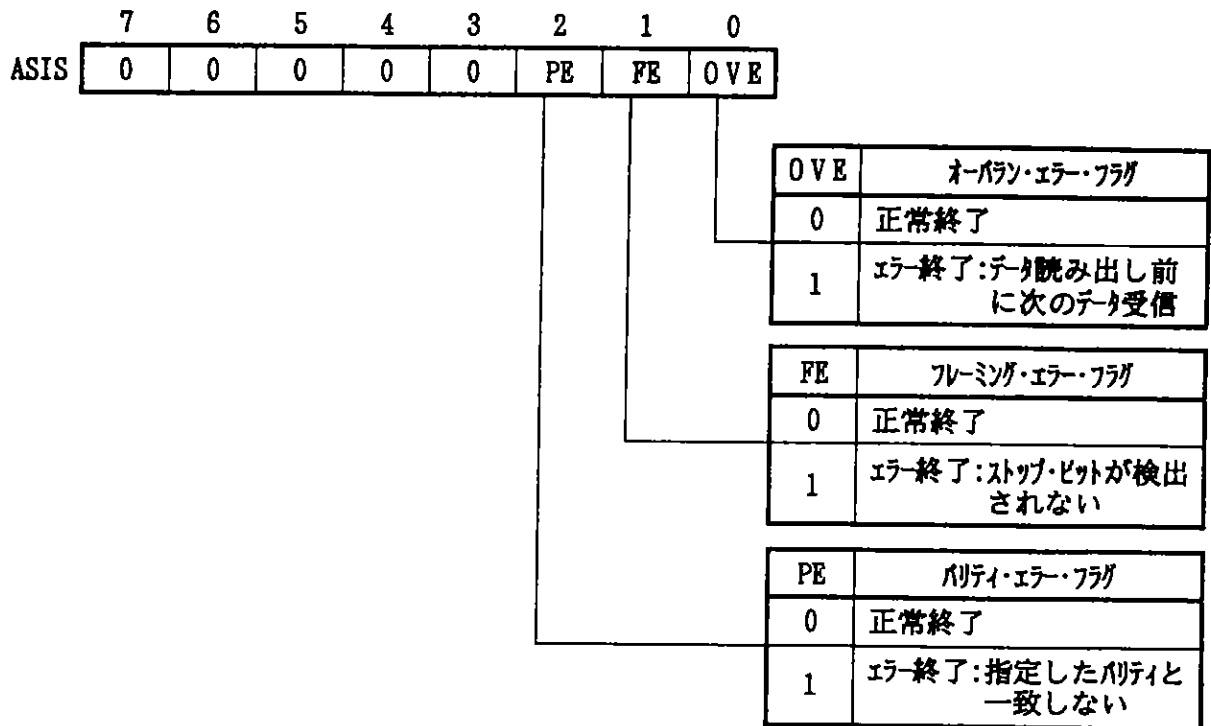 7 6 5 4 3 2 1 0
ASIS 0 0 0 0 0 PE FE OVE
OVE オーバラン・エラー・フラグ
0 正常終了
1 エラー終了:データ読み出し前
に次のデータ受信
FE フレーミング・エラー・フラグ
0 正常終了
1 エラー終了:ストップ・ビットが検出
されない
PE パリティ・エラー・フラグ
0 正常終了
1 エラー終了:指定したパリティと
一致しない